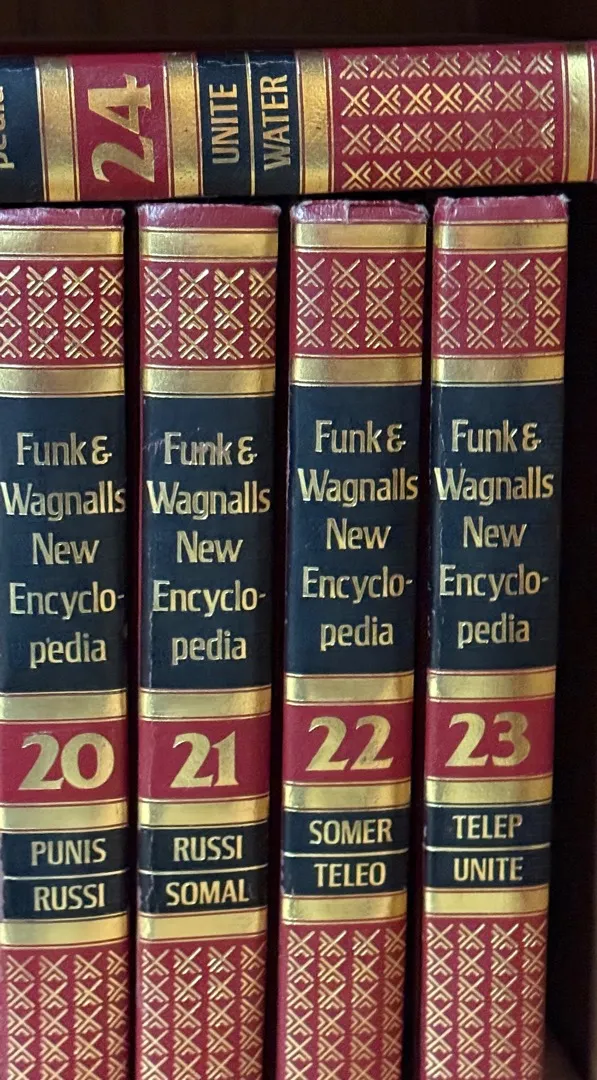 pedia
24
UNITE
WATER
Funk &
Wagnalls
New
Encyclo-
pedia
20
PUNIS
RUSSI
Funk &
Wagnalls
New
Encyclo-
pedia
21
RUSSI
SOMAL
Funk &
Wagnalls
New
Encyclo-
pedia
22
SOMER
TELEO
Funk &
Wagnalls
New
Encyclo-
pedia
23
TELEP
UNITE